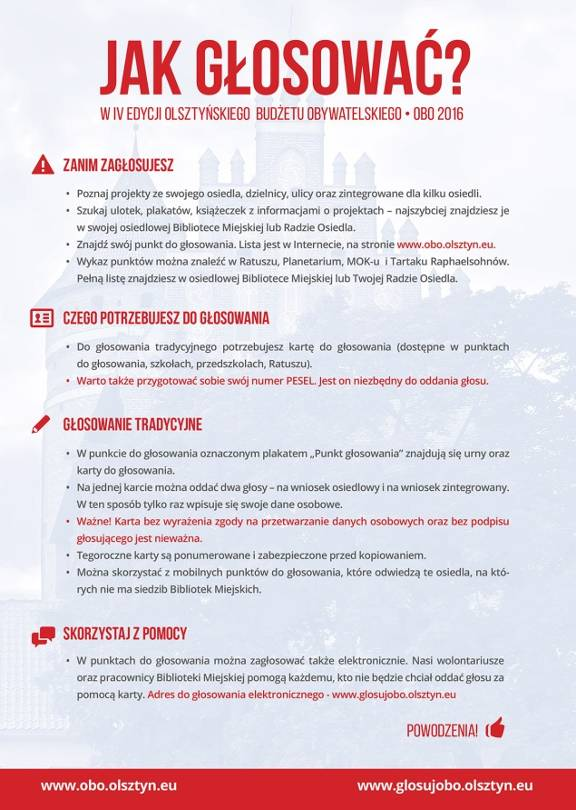 JAK GŁOSOWAĆ?
W IV EDYCJI OLSZTYŃSKIEGO BUDŻETU OBYWATELSKIEGO • OBO 2016
ZANIM ZAGŁOSUJESZ
• Poznaj projekty ze swojego osiedla, dzielnicy, ulicy oraz zintegrowane dla kilku osiedli.
• Szukaj ulotek, plakatów, książeczek z informacjami o projektach – najszybciej znajdziesz je
w swojej osiedlowej Bibliotece Miejskiej lub Radzie Osiedla.
• Znajdź swój punkt do głosowania. Lista jest w Internecie, na stronie www.obo.olsztyn.eu.
• Wykaz punktów można znaleźć w Ratuszu, Planetarium, MOK-u i Tartaku Raphaelsohnów.
Pełną listę znajdziesz w osiedlowej Bibliotece Miejskiej lub Twojej Radzie Osiedla.
CZEGO POTRZEBUJESZ DO GŁOSOWANIA
• Do głosowania tradycyjnego potrzebujesz kartę do głosowania (dostępne w punktach
do głosowania, szkołach, przedszkolach, Ratuszu).
• Warto także przygotować sobie swój numer PESEL. Jest on niezbędny do oddania głosu.
GŁOSOWANIE TRADYCYJNE
• W punkcie do głosowania oznaczonym plakatem „Punkt głosowania” znajdują się urny oraz
karty do głosowania.
• Na jednej karcie można oddać dwa głosy – na wniosek osiedlowy i na wniosek zintegrowany.
W ten sposób tylko raz wpisuje się swoje dane osobowe.
• Ważne! Karta bez wyrażenia zgody na przetwarzanie danych osobowych oraz bez podpisu
głosującego jest nieważna.
• Tegoroczne karty są ponumerowane i zabezpieczone przed kopiowaniem.
• Można skorzystać z mobilnych punktów do głosowania, które odwiedzą te osiedla, na któ-
rych nie ma siedzib Bibliotek Miejskich.
SKORZYSTAJ Z POMOCY
• W punktach do głosowania można zagłosować także elektronicznie. Nasi wolontariusze
oraz pracownicy Biblioteki Miejskiej pomogą każdemu, kto nie będzie chciał oddać głosu za
pomocą karty. Adres do głosowania elektronicznego - www.glosujobo.olsztyn.eu
POWODZENIA!
www.obo.olsztyn.eu
www.glosujobo.olsztyn.eu